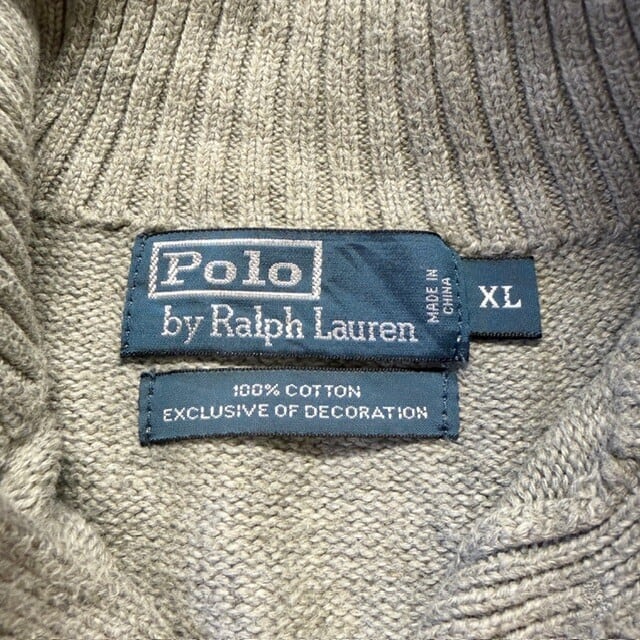 Polo
by Ralph Lauren
MADE IN
CHINA
XL
100% COTTON
EXCLUSIVE OF DECORATION